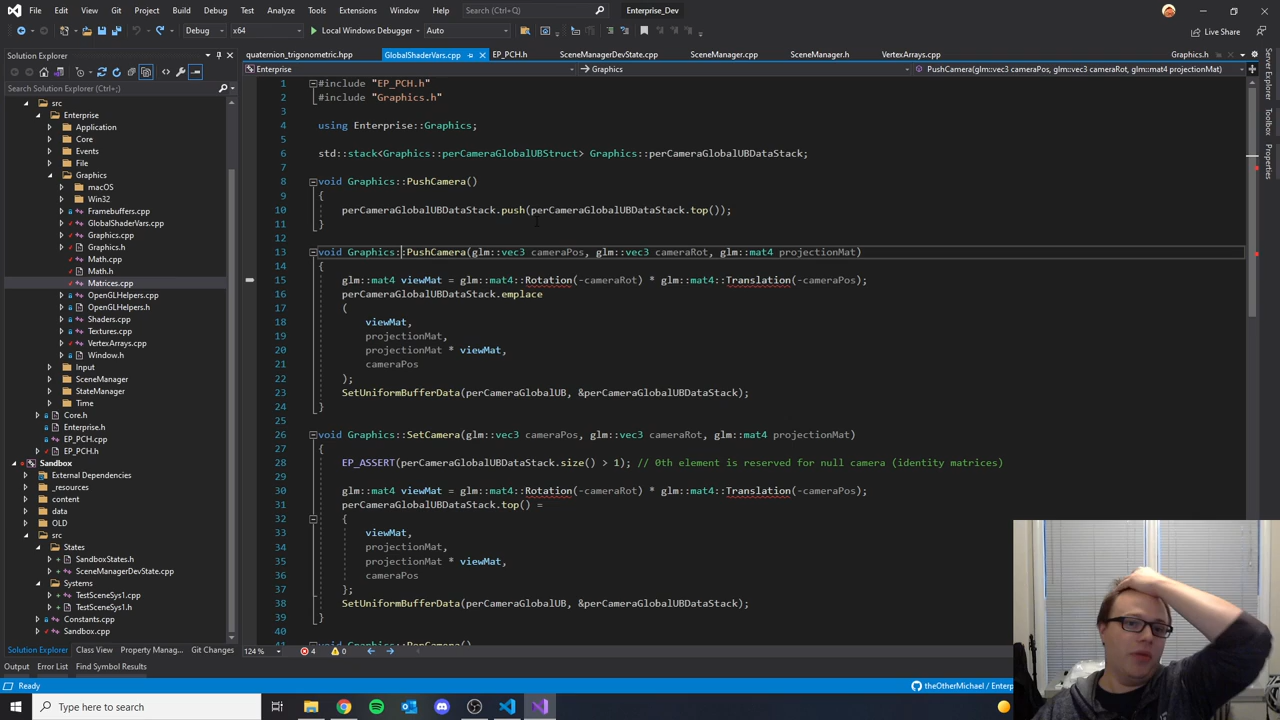 File Edit View Git Project Build Debug Test Analyze Tools Extensions Window Help Search (Ctrl+Q) Enterprise_Dev
Debug x64 Local Windows Debugger Auto Live Share
Solution Explorer
quaternion_trigonometric.hpp GlobalShaderVars.cpp EP_PCH.h SceneManagerDevState.cpp SceneManager.cpp SceneManager.h VertexArrays.cpp Graphics.h
Enterprise Graphics PushCamera(glm::vec3 cameraPos, glm::vec3 cameraRot, glm::mat4 projectionMat)
Search Solution Explorer (Ctrl+;)
src
Enterprise
Application
Core
Events
File
Graphics
macOS
Win32
Framebuffers.cpp
GlobalShaderVars.cpp
Graphics.cpp
Graphics.h
Math.cpp
Math.h
Matrices.cpp
OpenGLHelpers.cpp
OpenGLHelpers.h
Shaders.cpp
Textures.cpp
VertexArrays.cpp
Window.h
Input
SceneManager
StateManager
Time
Core.h
Enterprise.h
EP_PCH.cpp
EP_PCH.h
Sandbox
External Dependencies
_resources
content
data
OLD
src
States
SandboxStates.h
SceneManagerDevState.cpp
Systems
TestSceneSys1.cpp
TestSceneSys1.h
Constants.cpp
Sandbox.cpp
1 #include "EP_PCH.h"
2 #include "Graphics.h"
3
4 using Enterprise::Graphics;
5
6 std::stack<Graphics::perCameraGlobalUBStruct> Graphics::perCameraGlobalUBDataStack;
7
8 void Graphics::PushCamera()
9 {
10 perCameraGlobalUBDataStack.push(perCameraGlobalUBDataStack.top());
11 }
12
13 void Graphics::PushCamera(glm::vec3 cameraPos, glm::vec3 cameraRot, glm::mat4 projectionMat)
14 {
15 glm::mat4 viewMat = glm::mat4::Rotation(-cameraRot) * glm::mat4::Translation(-cameraPos);
16 perCameraGlobalUBDataStack.emplace
17 (
18 viewMat,
19 projectionMat,
20 projectionMat * viewMat,
21 cameraPos
22 );
23 SetUniformBufferData(perCameraGlobalUB, &perCameraGlobalUBDataStack);
24 }
25
26 void Graphics::SetCamera(glm::vec3 cameraPos, glm::vec3 cameraRot, glm::mat4 projectionMat)
27 {
28 EP_ASSERT(perCameraGlobalUBDataStack.size() > 1); // 0th element is reserved for null camera (identity matrices)
29
30 glm::mat4 viewMat = glm::mat4::Rotation(-cameraRot) * glm::mat4::Translation(-cameraPos);
31 perCameraGlobalUBDataStack.top() =
32 {
33 viewMat,
34 projectionMat,
35 projectionMat * viewMat,
36 cameraPos
37 };
38 SetUniformBufferData(perCameraGlobalUB, &perCameraGlobalUBDataStack);
39 }
40
41 void Graphics::PopCamera()
Server Explorer
Toolbox
Properties
Solution Explorer Class View Property Manag... Git Changes 124 % 4 0
Output Error List Find Symbol Results
Ready theOtherMichael / Enterp
Type here to search